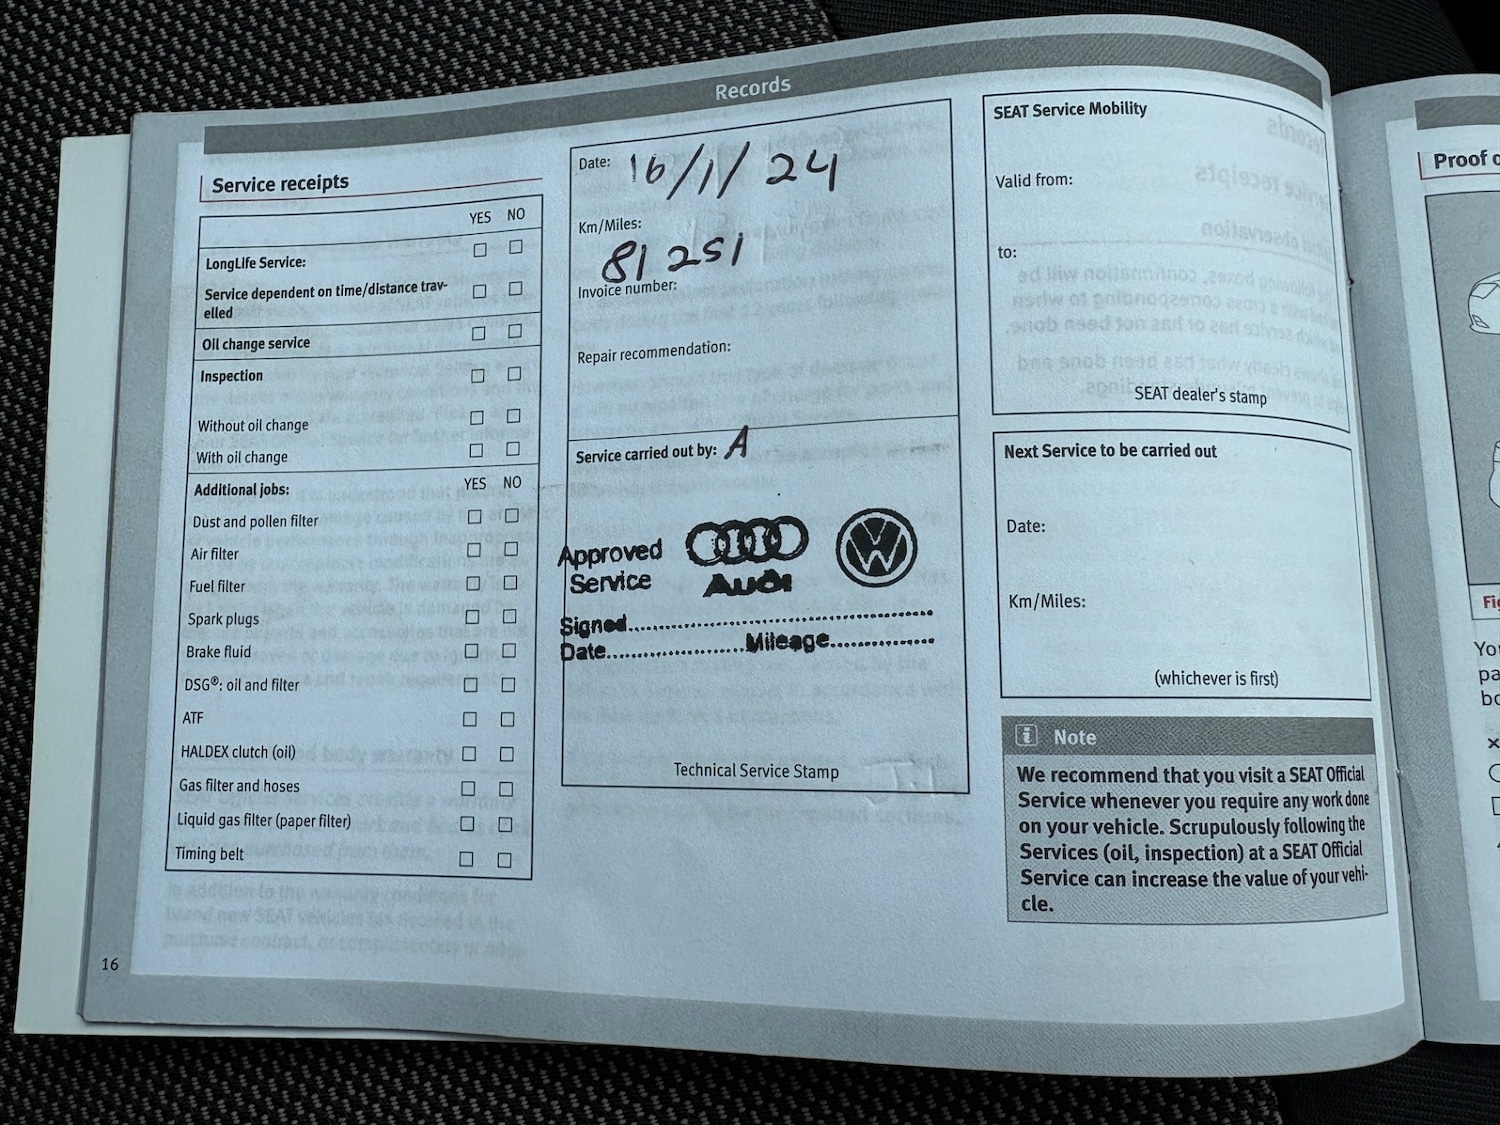 Records
Service receipts
YES NO
LongLife Service:
Service dependent on time/distance trav-
elled
Oil change service
Inspection
Without oil change
With oil change
Additional jobs: YES NO
Dust and pollen filter
Air filter
Fuel filter
Spark plugs
Brake fluid
DSG®: oil and filter
ATF
HALDEX clutch (oil)
Gas filter and hoses
Liquid gas filter (paper filter)
Timing belt
16
Date: 16/1/24
Km/Miles:
81251
Invoice number:
Repair recommendation:
Service carried out by: A
Approved
Service
Audi
VW
Signed
Date Mileage
Technical Service Stamp
SEAT Service Mobility
Valid from:
to:
SEAT dealer's stamp
Next Service to be carried out
Date:
Km/Miles:
(whichever is first)
i Note
We recommend that you visit a SEAT Official
Service whenever you require any work done
on your vehicle. Scrupulously following the
Services (oil, inspection) at a SEAT Official
Service can increase the value of your vehi-
cle.
Proof